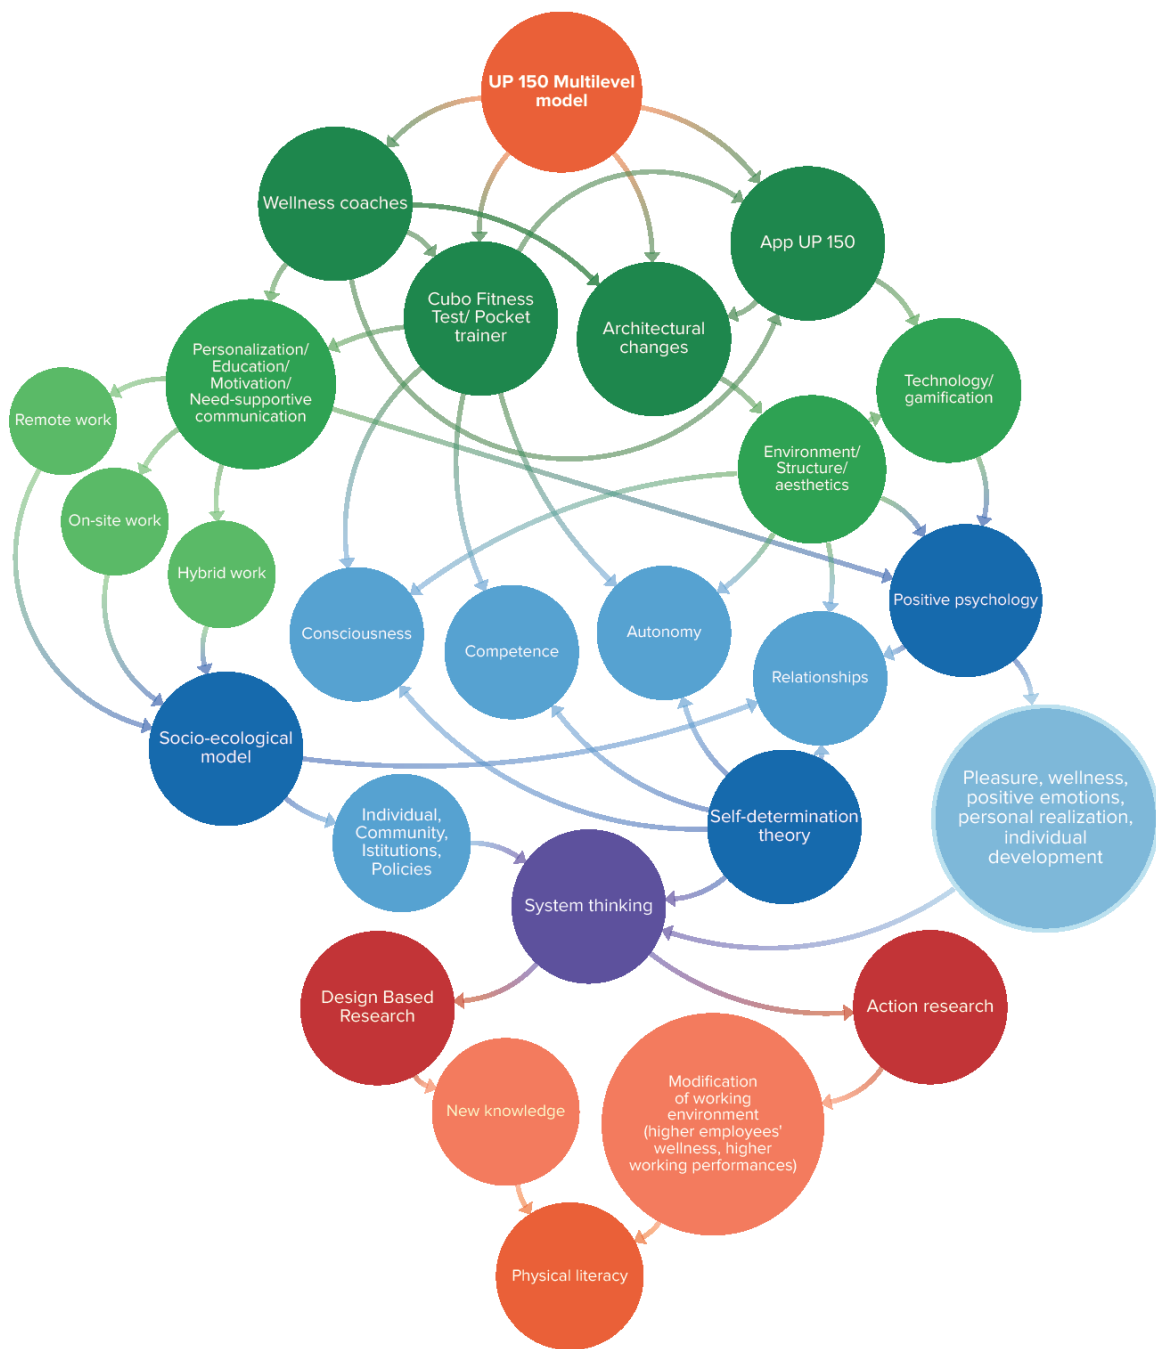 UP 150 Multilevel
model
Wellness coaches
App UP 150
Cubo Fitness
Test/ Pocket
trainer
Architectural
changes
Personalization/
Education/
Motivation/
Need-supportive
communication
Technology/
gamification
Remote work
Environment/
Structure/
aesthetics
On-site work
Hybrid work
Positive psychology
Consciousness
Competence
Autonomy
Relationships
Socio-ecological
model
Pleasure, wellness,
positive emotions,
personal realization,
individual
development
Individual,
Community,
Istitutions,
Policies
Self-determination
theory
System thinking
Design Based
Research
Action research
New knowledge
Modification
of working
environment
(higher employees'
wellness, higher
working performances)
Physical literacy